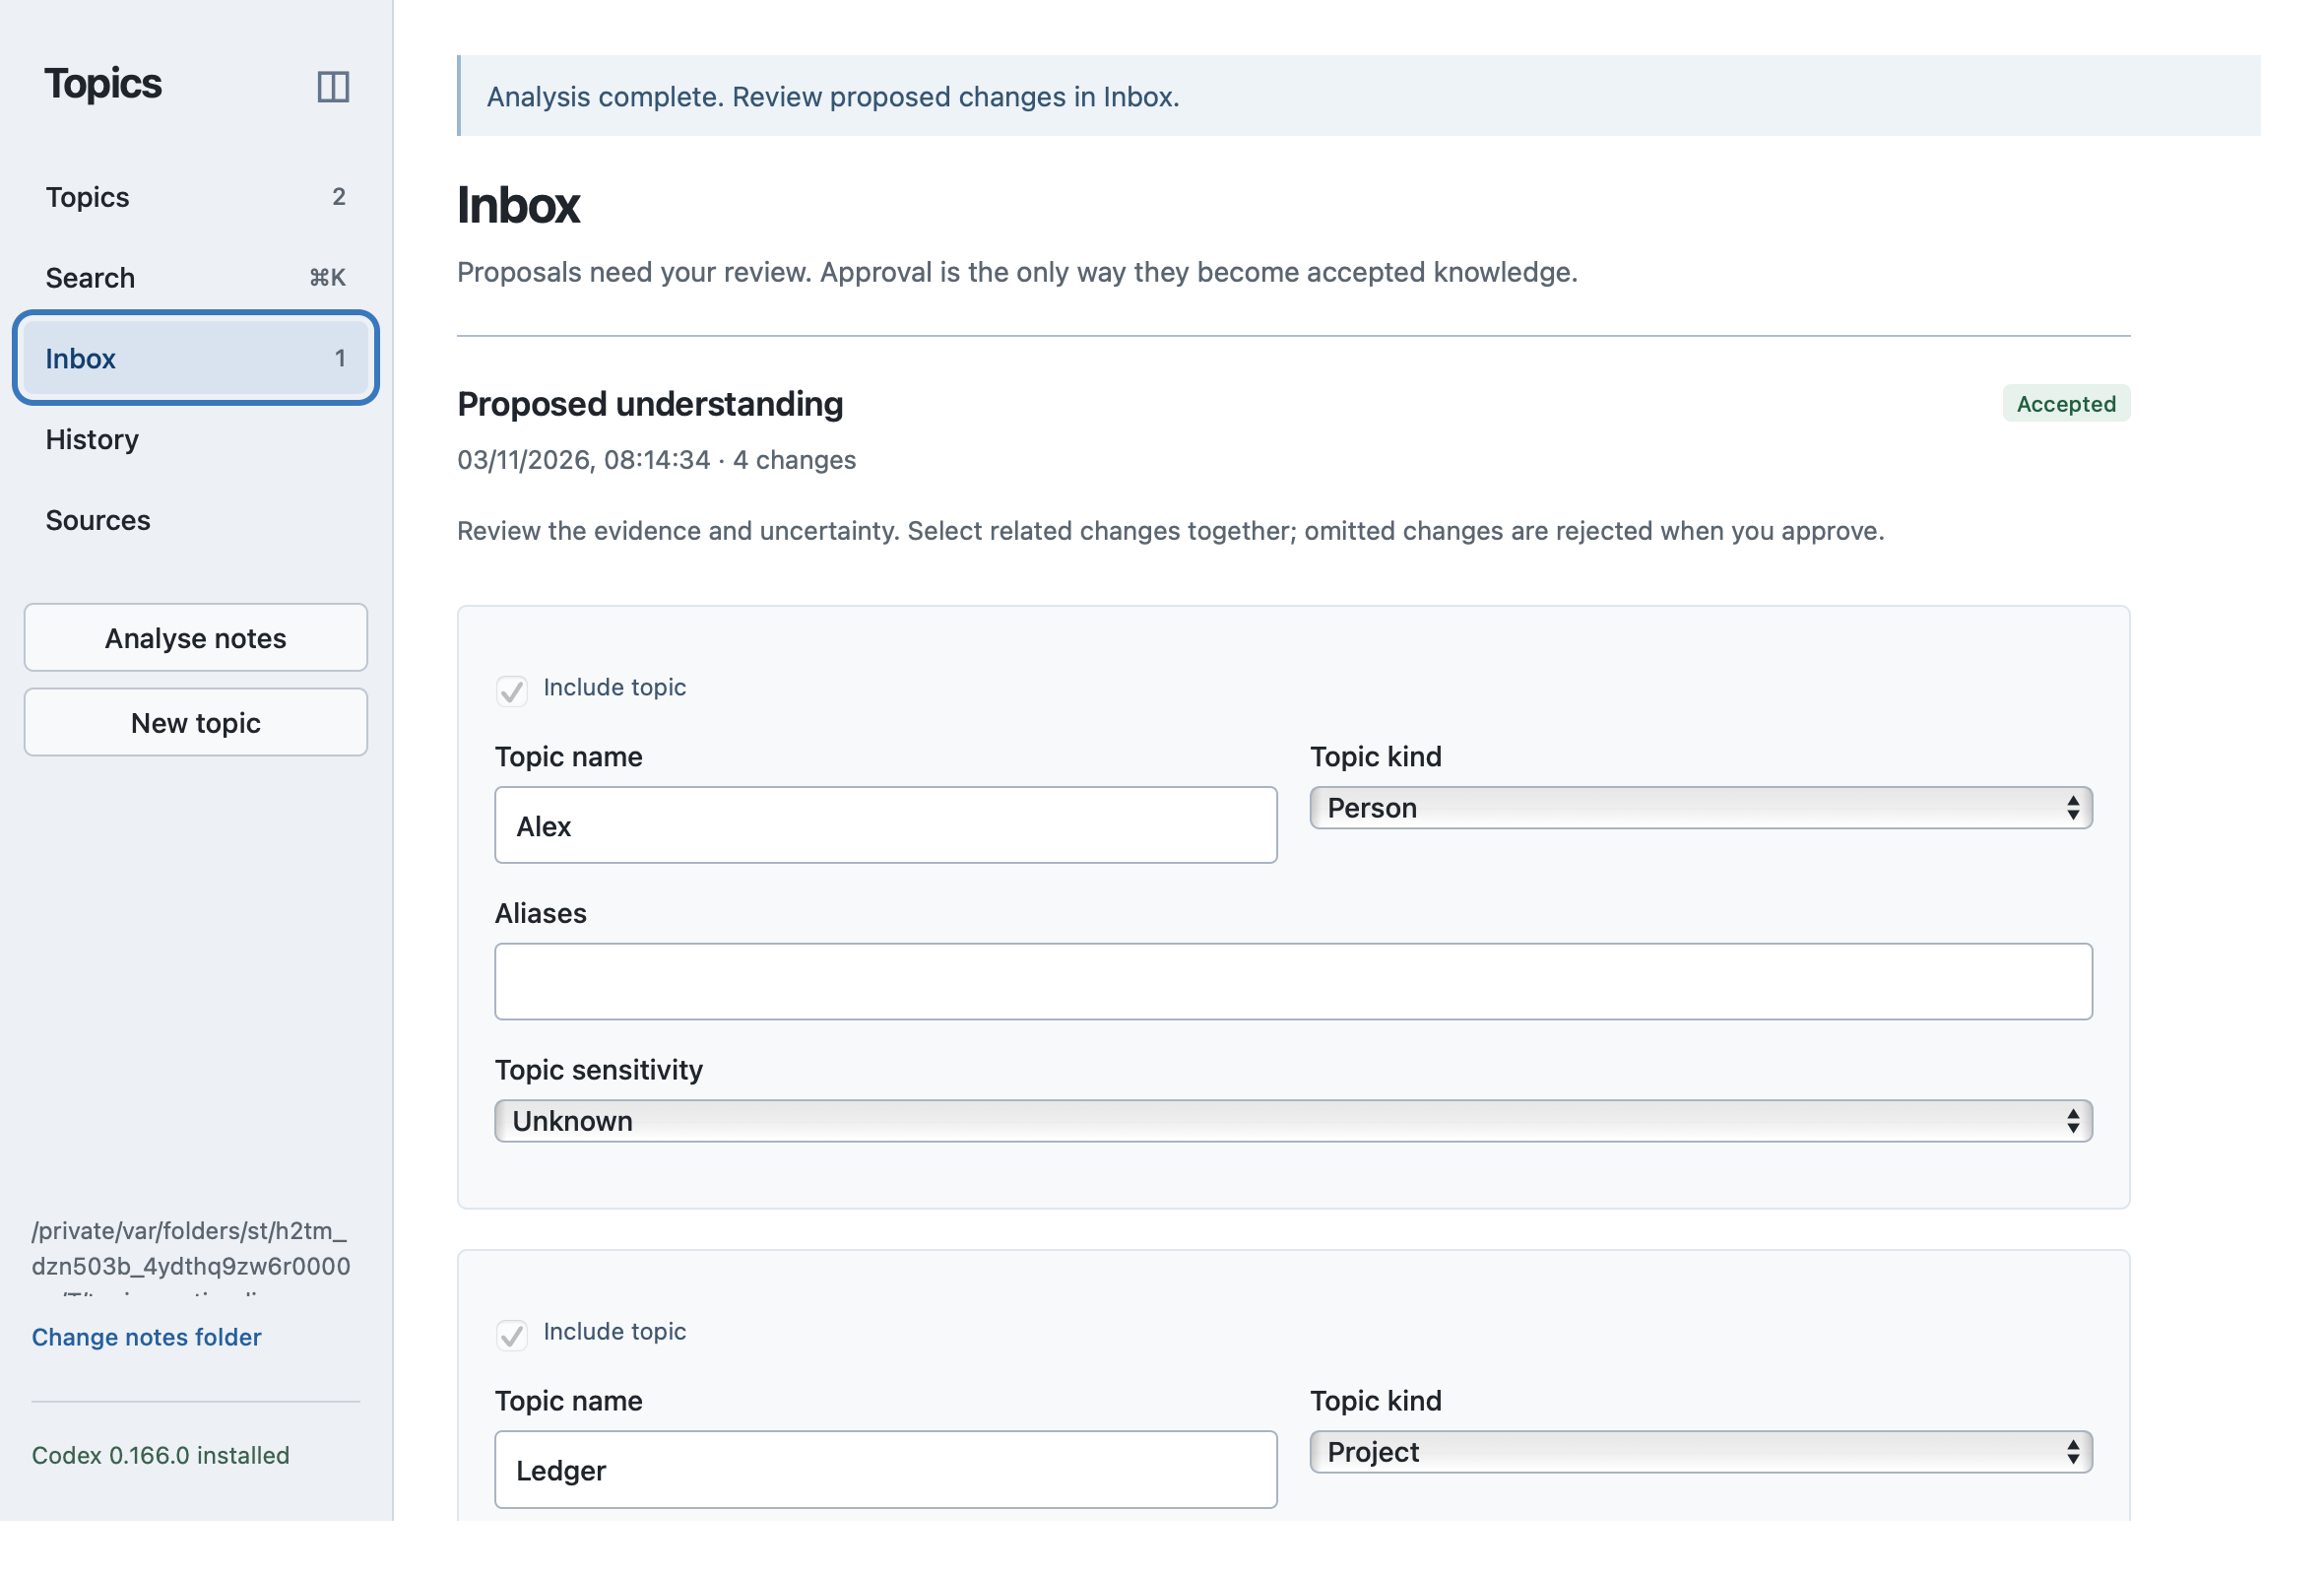 Topics
Topics 2
Search ⌘K
Inbox 1
History
Sources
Analyse notes
New topic
/private/var/folders/st/h2tm_
dzn503b_4ydthq9zw6r0000
Change notes folder
Codex 0.166.0 installed
Analysis complete. Review proposed changes in Inbox.
Inbox
Proposals need your review. Approval is the only way they become accepted knowledge.
Proposed understanding Accepted
03/11/2026, 08:14:34 · 4 changes
Review the evidence and uncertainty. Select related changes together; omitted changes are rejected when you approve.
Include topic
Topic name Topic kind
Alex Person
Aliases
Topic sensitivity
Unknown
Include topic
Topic name Topic kind
Ledger Project